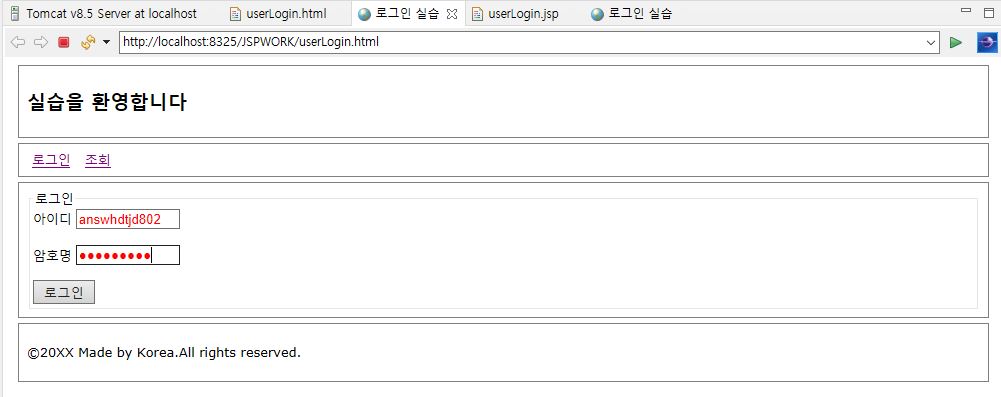 Tomcat v8.5 Server at localhost userLogin.html 로그인 실습 userLogin.jsp 로그인 실습
http://localhost:8325/JSPWORK/userLogin.html
실습을 환영합니다
로그인 조회
로그인
아이디 answhdtjd802
암호명 ●●●●●●●●●
로그인
©20XX Made by Korea.All rights reserved.